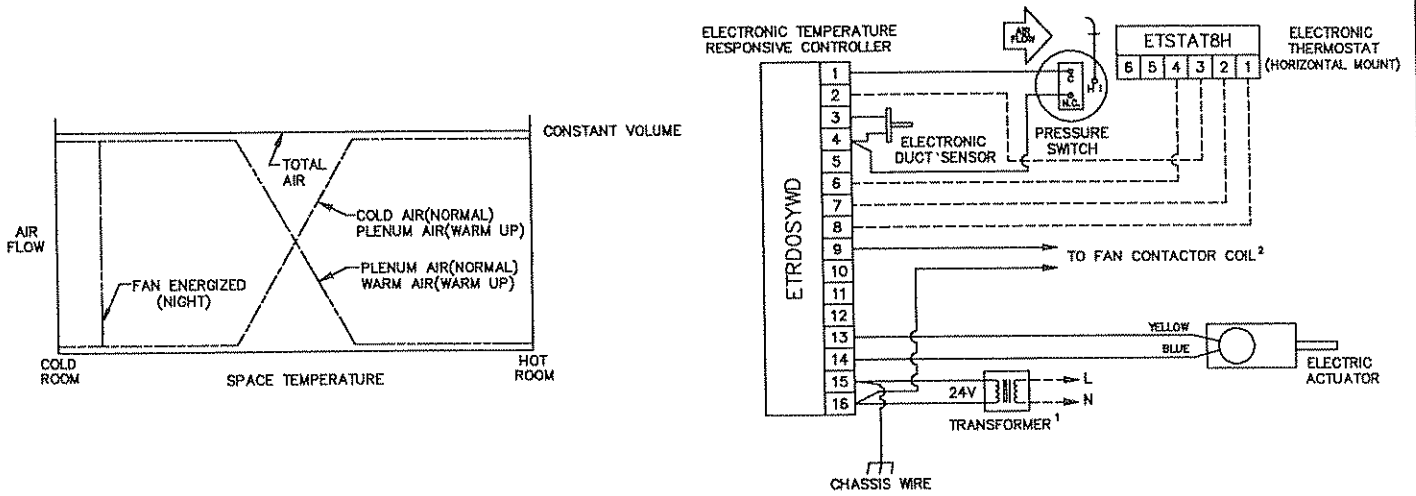 CONSTANT VOLUME
TOTAL
AIR
COLD AIR(NORMAL)
PLENUM AIR(WARM UP)
AIR
FLOW
PLENUM AIR(NORMAL)
WARM AIR(WARM UP)
FAN ENERGIZED
(NIGHT)
COLD
ROOM
SPACE TEMPERATURE
HOT
ROOM
ELECTRONIC TEMPERATURE
RESPONSIVE CONTROLLER
ETRDOSYWD
1
2
3
4
5
6
7
8
9
10
11
12
13
14
15
16
AIR
FLOW
C
N.C.
H I
PRESSURE
SWITCH
ETSTAT8H
6 5 4 3 2 1
ELECTRONIC
THERMOSTAT
(HORIZONTAL MOUNT)
ELECTRONIC
DUCT SENSOR
TO FAN CONTACTOR COIL²
YELLOW
BLUE
ELECTRIC
ACTUATOR
24V
L
N
TRANSFORMER¹
CHASSIS WIRE